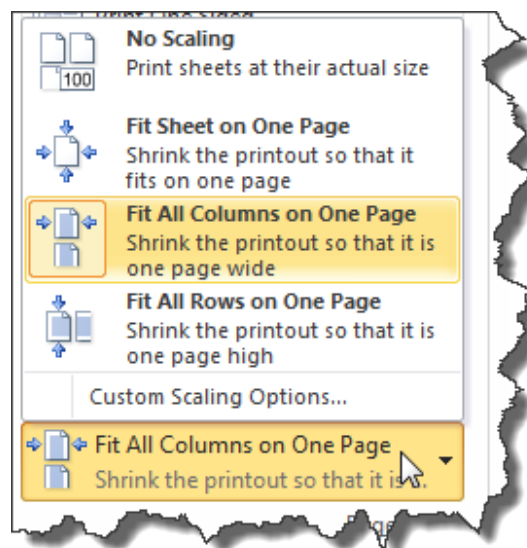 Print One Sided
No Scaling
100
Print sheets at their actual size
Fit Sheet on One Page
Shrink the printout so that it
fits on one page
Fit All Columns on One Page
Shrink the printout so that it is
one page wide
Fit All Rows on One Page
Shrink the printout so that it is
one page high
Custom Scaling Options...
Fit All Columns on One Page
Shrink the printout so that it